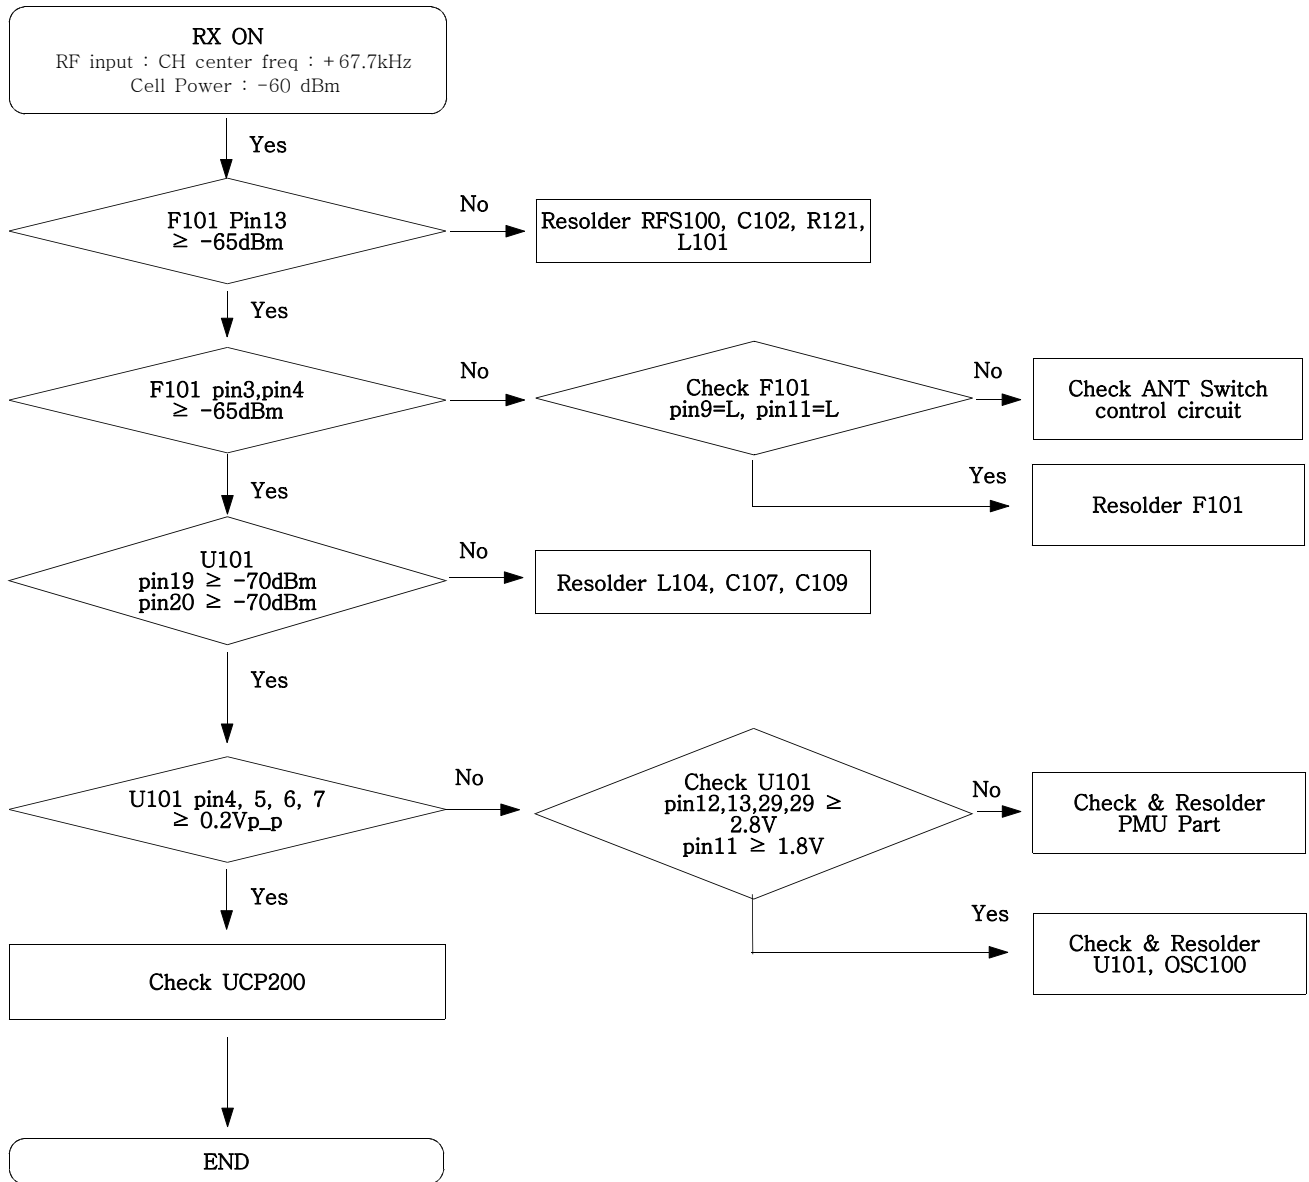 RX ON
RF input : CH center freq : +67.7kHz
Cell Power : -60 dBm
Yes
F101 Pin13
≥ -65dBm
No
Resolder RFS100, C102, R121,
L101
Yes
F101 pin3,pin4
≥ -65dBm
No
Check F101
pin9=L, pin11=L
No
Check ANT Switch
control circuit
Yes
Resolder F101
Yes
U101
pin19 ≥ -70dBm
pin20 ≥ -70dBm
No
Resolder L104, C107, C109
Yes
U101 pin4, 5, 6, 7
≥ 0.2Vp_p
No
Check U101
pin12,13,29,29 ≥
2.8V
pin11 ≥ 1.8V
No
Check & Resolder
PMU Part
Yes
Check & Resolder
U101, OSC100
Yes
Check UCP200
END